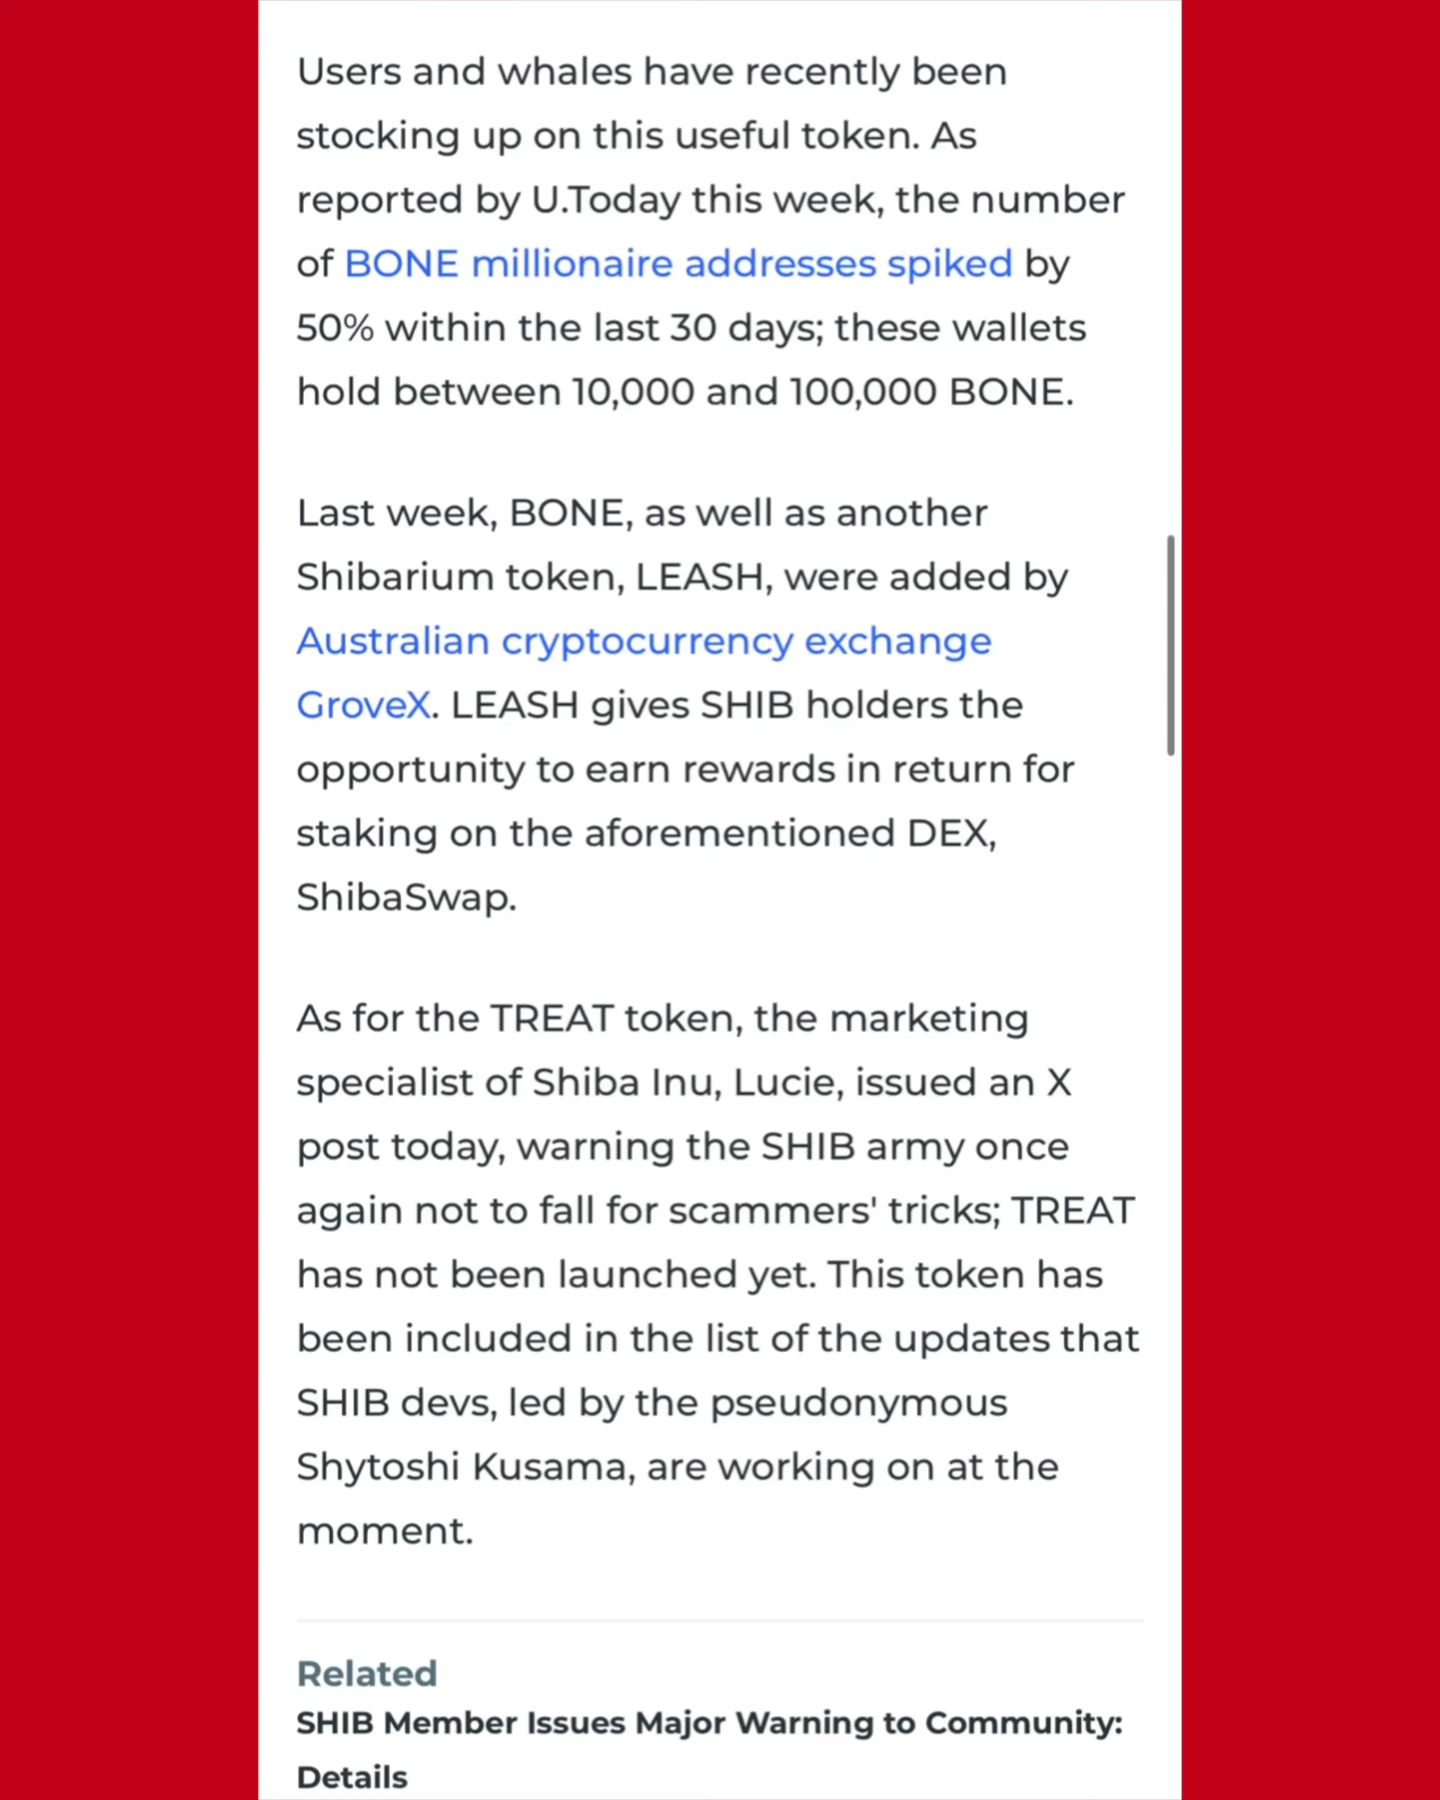 Users and whales have recently been
stocking up on this useful token. As
reported by U.Today this week, the number
of BONE millionaire addresses spiked by
50% within the last 30 days; these wallets
hold between 10,000 and 100,000 BONE.
Last week, BONE, as well as another
Shibarium token, LEASH, were added by
Australian cryptocurrency exchange
GroveX. LEASH gives SHIB holders the
opportunity to earn rewards in return for
staking on the aforementioned DEX,
ShibaSwap.
As for the TREAT token, the marketing
specialist of Shiba Inu, Lucie, issued an X
post today, warning the SHIB army once
again not to fall for scammers' tricks; TREAT
has not been launched yet. This token has
been included in the list of the updates that
SHIB devs, led by the pseudonymous
Shytoshi Kusama, are working on at the
moment.
Related
SHIB Member Issues Major Warning to Community:
Details